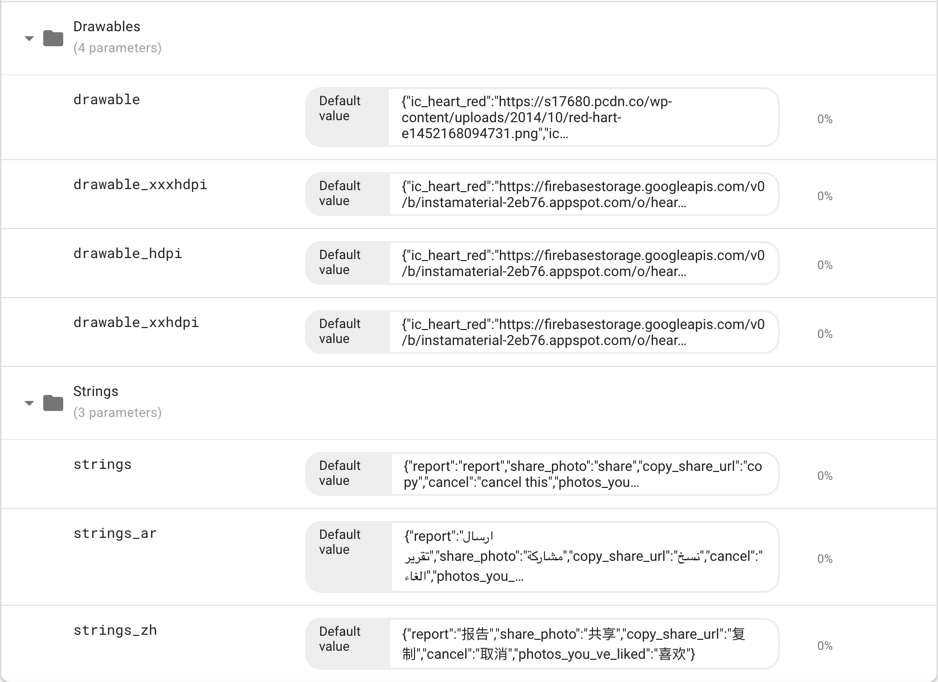 Drawables
(4 parameters)
drawable
Default value
{"ic_heart_red":"https://s17680.pcdn.co/wp-
content/uploads/2014/10/red-hart-
e1452168094731.png","ic...
0%
drawable_xxxhdpi
Default value
{"ic_heart_red":"https://firebasestorage.googleapis.com/v0
/b/instamaterial-2eb76.appspot.com/o/hear...
0%
drawable_hdpi
Default value
{"ic_heart_red":"https://firebasestorage.googleapis.com/v0
/b/instamaterial-2eb76.appspot.com/o/hear...
0%
drawable_xxhdpi
Default value
{"ic_heart_red":"https://firebasestorage.googleapis.com/v0
/b/instamaterial-2eb76.appspot.com/o/hear...
0%
Strings
(3 parameters)
strings
Default value
{"report":"report","share_photo":"share","copy_share_url":"co
py","cancel":"cancel this","photos_you...
0%
strings_ar
Default value
{"report":"ارسال
تقرير","share_photo":"مشاركة","copy_share_url":"نسخ","cancel":"
الغاء","photos_you_...
0%
strings_zh
Default value
{"report":"报告","share_photo":"共享","copy_share_url":"复
制","cancel":"取消","photos_you_ve_liked":"喜欢"}
0%